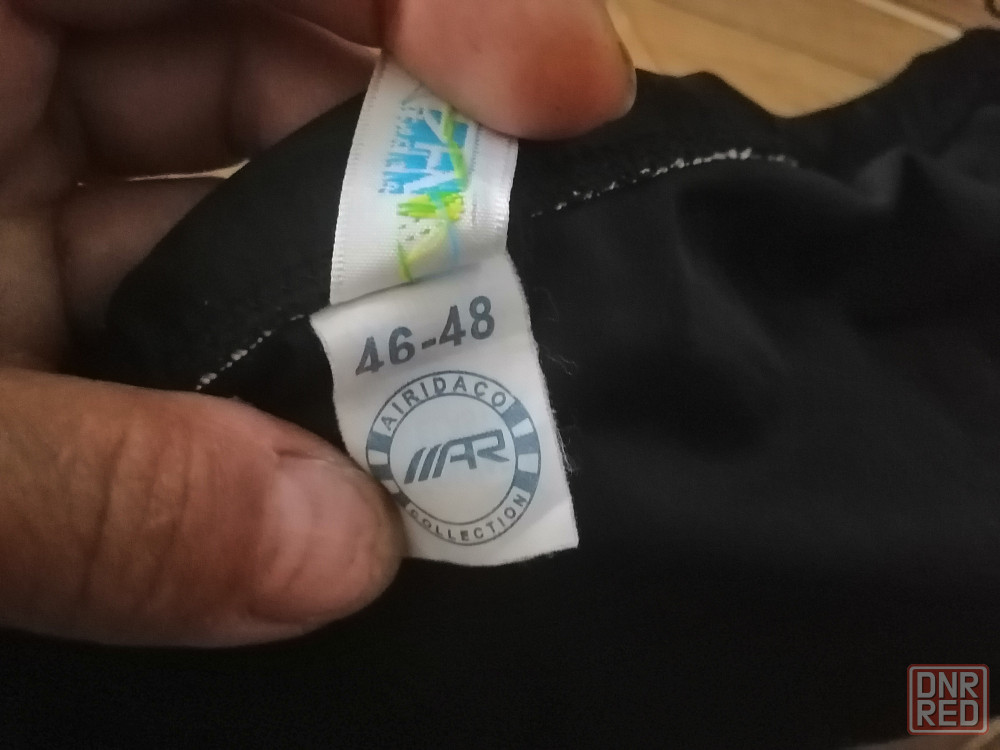 46-48
AIRIDACO
AR
COLLECTION
DNR
RED